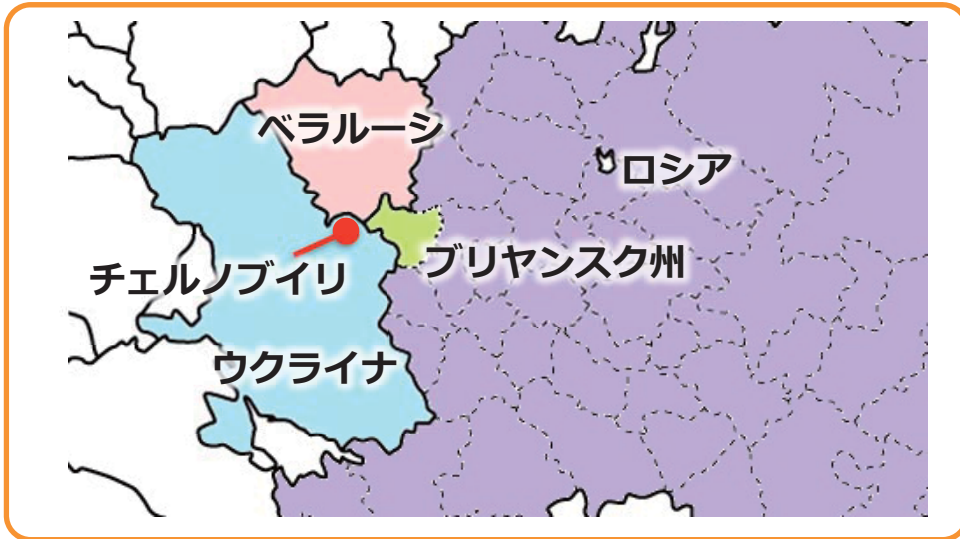 ベラルーシ
ロシア
ブリヤンスク州
チェルノブイリ
ウクライナ